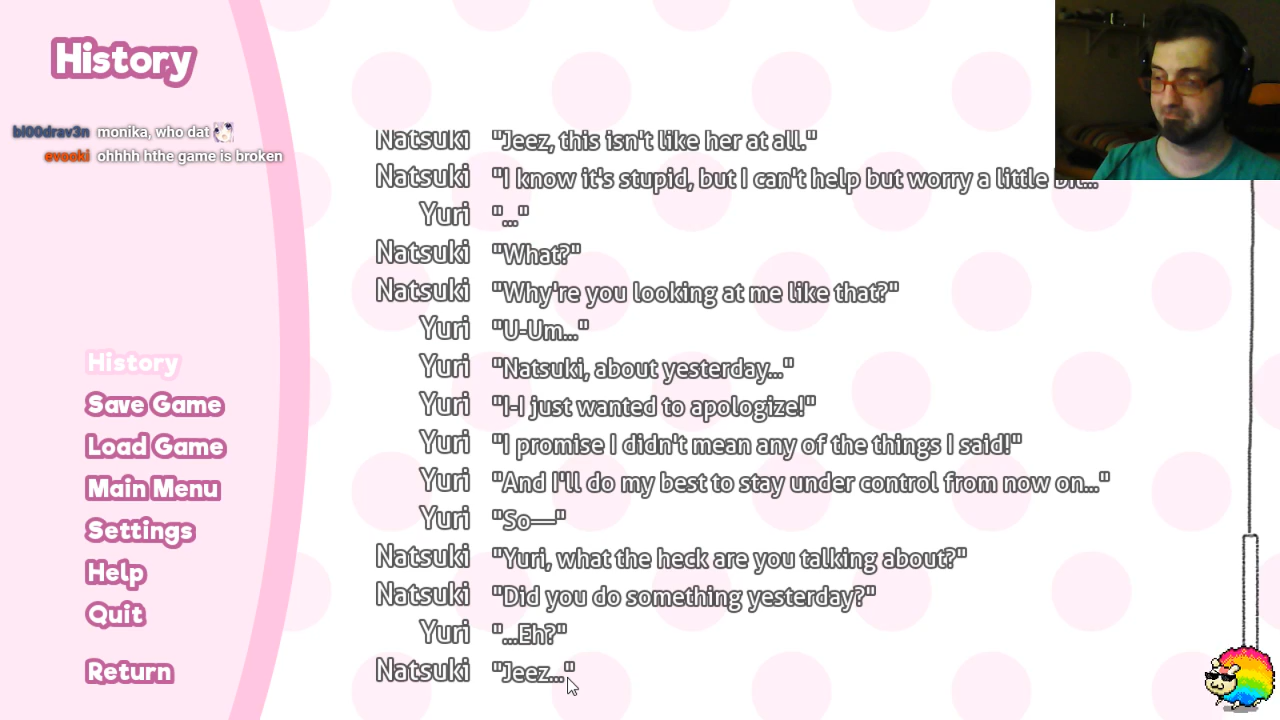 History
bl00drav3n monika, who dat
evooki ohhhh hthe game is broken
Natsuki "Jeez, this isn't like her at all."
Natsuki "I know it's stupid, but I can't help but worry a little bit..."
Yuri "..."
Natsuki "What?"
Natsuki "Why're you looking at me like that?"
Yuri "U-Um..."
Yuri "Natsuki, about yesterday..."
Yuri "I-I just wanted to apologize!"
Yuri "I promise I didn't mean any of the things I said!"
Yuri "And I'll do my best to stay under control from now on..."
Yuri "So—"
Natsuki "Yuri, what the heck are you talking about?"
Natsuki "Did you do something yesterday?"
Yuri "...Eh?"
Natsuki "Jeez..."
History
Save Game
Load Game
Main Menu
Settings
Help
Quit
Return